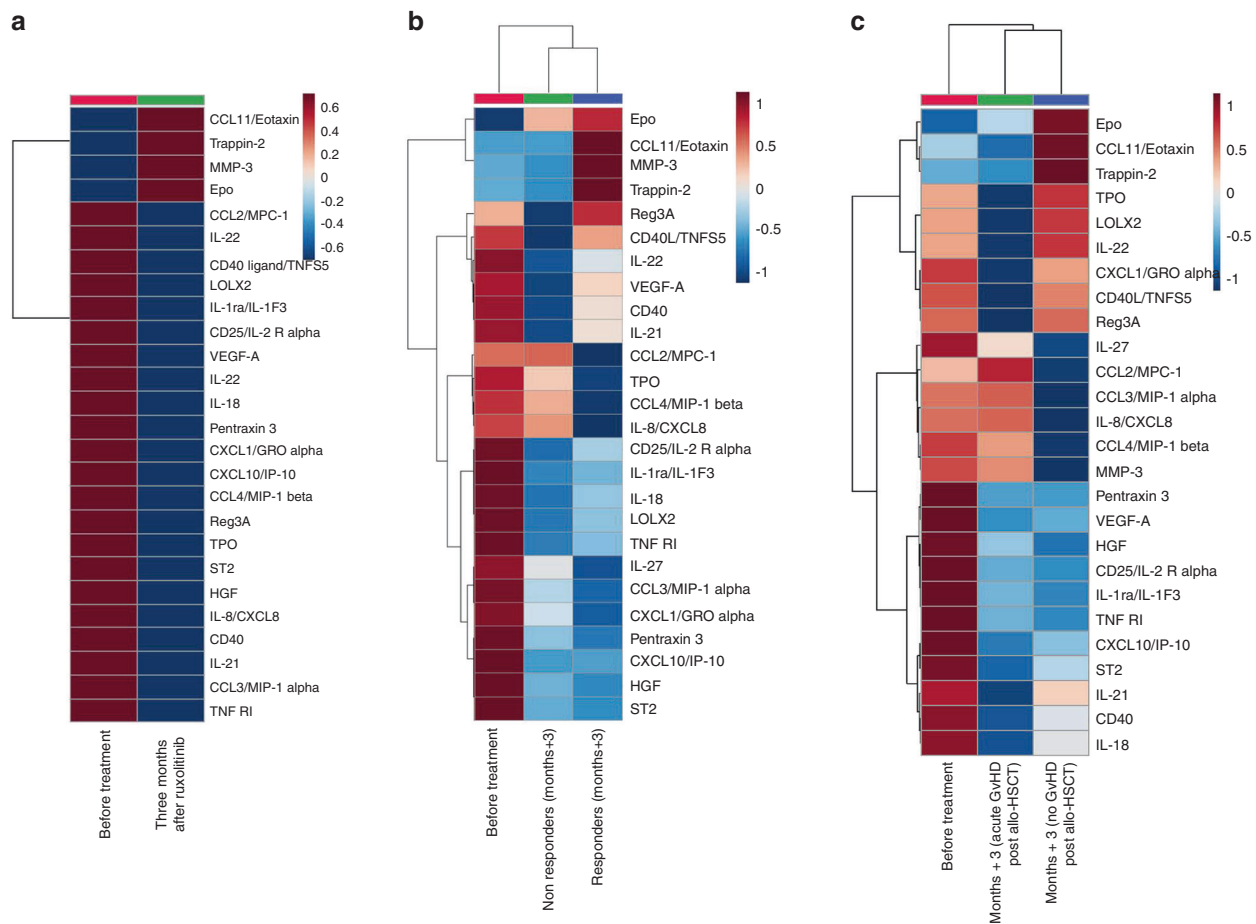 a
0.6
0.4
0.2
0
-0.2
-0.4
-0.6
CCL11/Eotaxin
Trappin-2
MMP-3
Epo
CCL2/MPC-1
IL-22
CD40 ligand/TNFS5
LOLX2
IL-1ra/IL-1F3
CD25/IL-2 R alpha
VEGF-A
IL-22
IL-18
Pentraxin 3
CXCL1/GRO alpha
CXCL10/IP-10
CCL4/MIP-1 beta
Reg3A
TPO
ST2
HGF
IL-8/CXCL8
CD40
IL-21
CCL3/MIP-1 alpha
TNF RI
Before treatment
Three months
after ruxolitinib
b
1
0.5
0
-0.5
-1
Epo
CCL11/Eotaxin
MMP-3
Trappin-2
Reg3A
CD40L/TNFS5
IL-22
VEGF-A
CD40
IL-21
CCL2/MPC-1
TPO
CCL4/MIP-1 beta
IL-8/CXCL8
CD25/IL-2 R alpha
IL-1ra/IL-1F3
IL-18
LOLX2
TNF RI
IL-27
CCL3/MIP-1 alpha
CXCL1/GRO alpha
Pentraxin 3
CXCL10/IP-10
HGF
ST2
Before treatment
Non responders (months+3)
Responders (months+3)
c
1
0.5
0
-0.5
-1
Epo
CCL11/Eotaxin
Trappin-2
TPO
LOLX2
IL-22
CXCL1/GRO alpha
CD40L/TNFS5
Reg3A
IL-27
CCL2/MPC-1
CCL3/MIP-1 alpha
IL-8/CXCL8
CCL4/MIP-1 beta
MMP-3
Pentraxin 3
VEGF-A
HGF
CD25/IL-2 R alpha
IL-1ra/IL-1F3
TNF RI
CXCL10/IP-10
ST2
IL-21
CD40
IL-18
Before treatment
Months + 3 (acute GvHD
post allo-HSCT)
Months + 3 (no GvHD
post allo-HSCT)